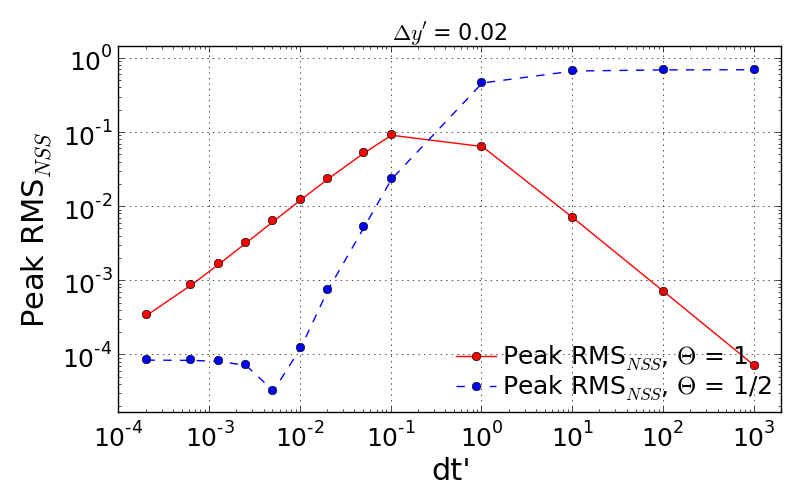 Δy′ = 0.02
10^0
10^-1
10^-2
10^-3
10^-4
Peak RMS_NSS
Peak RMS_NSS, Θ = 1
Peak RMS_NSS, Θ = 1/2
10^-4 10^-3 10^-2 10^-1 10^0 10^1 10^2 10^3
dt'